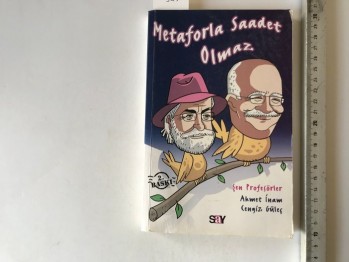 Metaforla Saadet
Olmaz
2.
BASKI
Şen Profesörler
Ahmet İnam
Cengiz Güleç
SAY